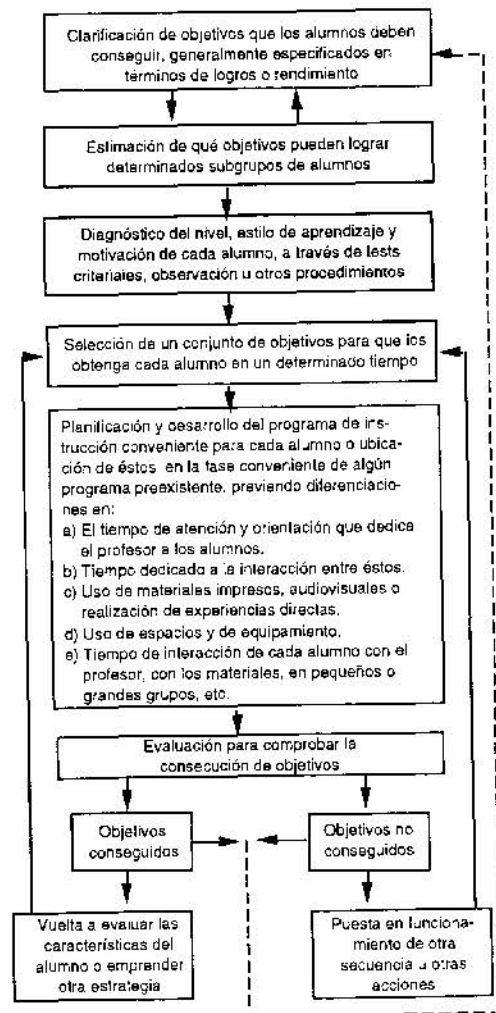 Clarificación de objetivos que los alumnos deben
conseguir, generalmente especificados en
términos de logros o rendimiento
Estimación de qué objetivos pueden lograr
determinados subgrupos de alumnos
Diagnóstico del nivel, estilo de aprendizaje y
motivación de cada alumno, a través de tests
criteriales, observación u otros procedimientos
Selección de un conjunto de objetivos para que los
obtenga cada alumno en un determinado tiempo
Planificación y desarrollo del programa de ins-
trucción conveniente para cada alumno o ubica-
ción de éstos en la fase conveniente de algún
programa preexistente, previendo diferenciacio-
nes en:
a) El tiempo de atención y orientación que dedica
el profesor a los alumnos.
b) Tiempo dedicado a la interacción entre éstos.
c) Uso de materiales impresos, audiovisuales o
realización de experiencias directas.
d) Uso de espacios y de equipamiento.
e) Tiempo de interacción de cada alumno con el
profesor, con los materiales, en pequeños o
grandes grupos, etc.
Evaluación para comprobar la
consecución de objetivos
Objetivos
conseguidos
Objetivos no
conseguidos
Vuelta a evaluar las
características del
alumno o emprender
otra estrategia
Puesta en funciona-
miento de otra
secuencia u otras
acciones